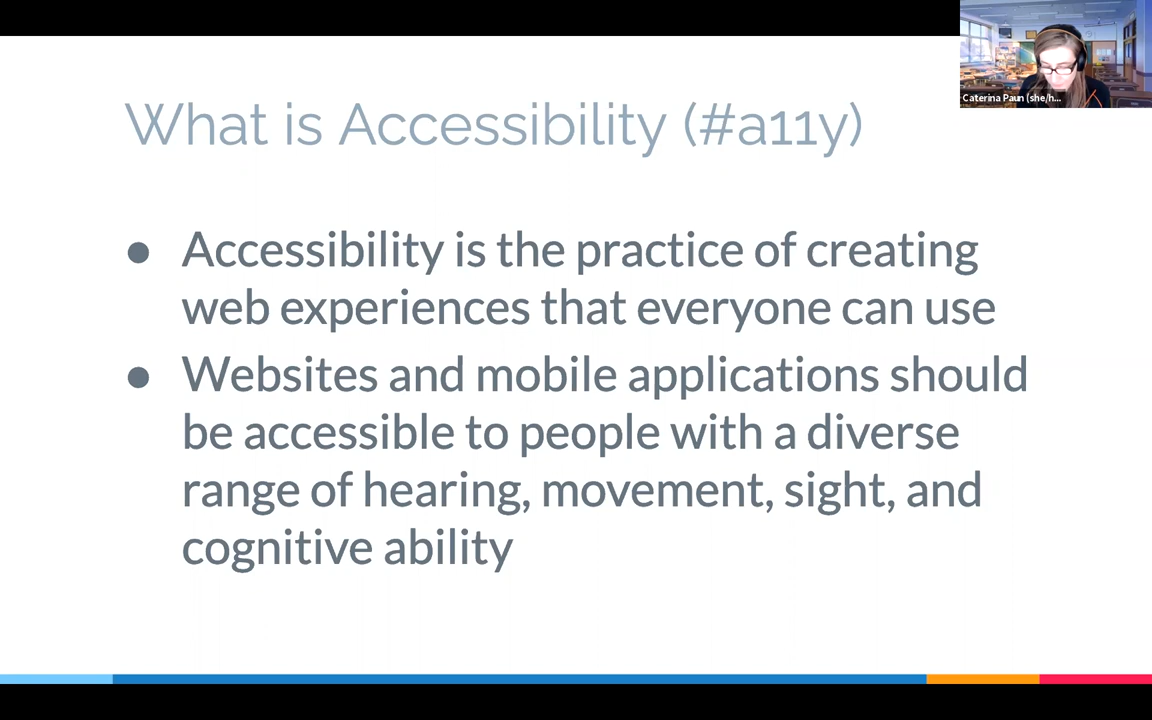 What is Accessibility (#a11y)
Caterina Paun (she/h...
● Accessibility is the practice of creating
web experiences that everyone can use
● Websites and mobile applications should
be accessible to people with a diverse
range of hearing, movement, sight, and
cognitive ability